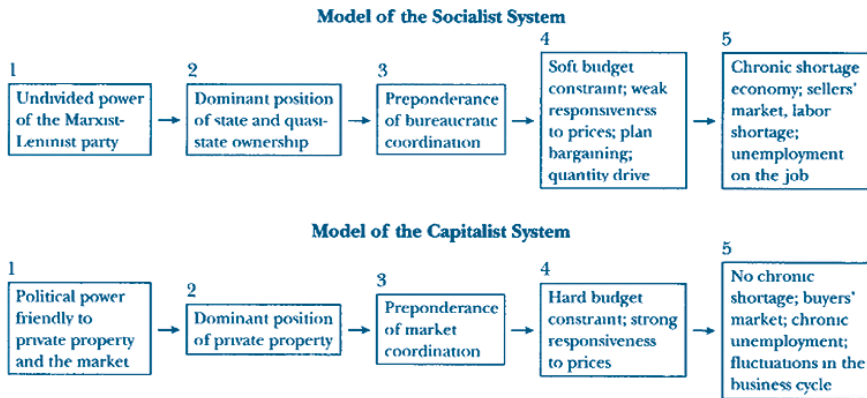 Model of the Socialist System
1
Undivided power
of the Marxist-
Leninist party
2
Dominant position
of state and quasi-
state ownership
3
Preponderance
of bureaucratic
coordination
4
Soft budget
constraint; weak
responsiveness
to prices; plan
bargaining;
quantity drive
5
Chronic shortage
economy; sellers'
market, labor
shortage;
unemployment
on the job
Model of the Capitalist System
1
Political power
friendly to
private property
and the market
2
Dominant position
of private property
3
Preponderance
of market
coordination
4
Hard budget
constraint; strong
responsiveness
to prices
5
No chronic
shortage; buyers'
market; chronic
unemployment;
fluctuations in the
business cycle